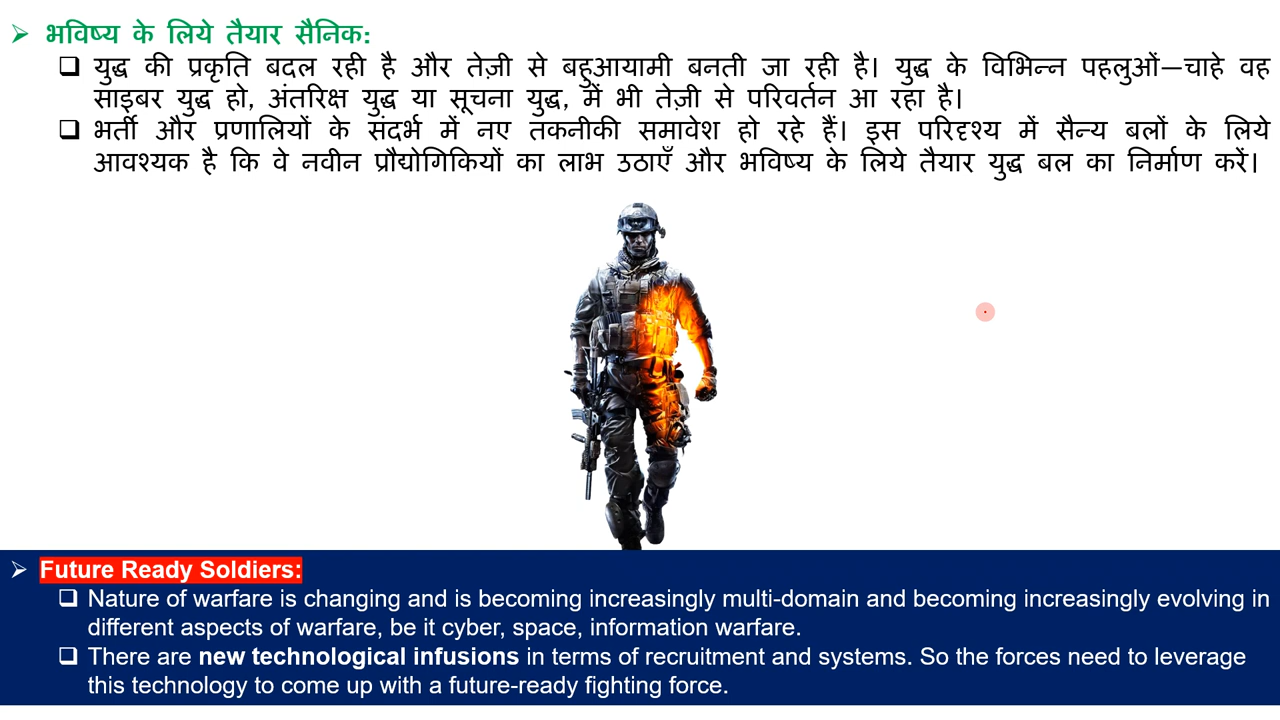 ➢ भविष्य के लिये तैयार सैनिक:
❑ युद्ध की प्रकृति बदल रही है और तेज़ी से बहुआयामी बनती जा रही है। युद्ध के विभिन्न पहलुओं—चाहे वह
साइबर युद्ध हो, अंतरिक्ष युद्ध या सूचना युद्ध, में भी तेज़ी से परिवर्तन आ रहा है।
❑ भर्ती और प्रणालियों के संदर्भ में नए तकनीकी समावेश हो रहे हैं। इस परिदृश्य में सैन्य बलों के लिये
आवश्यक है कि वे नवीन प्रौद्योगिकियों का लाभ उठाएँ और भविष्य के लिये तैयार युद्ध बल का निर्माण करें।
➢ Future Ready Soldiers:
❑ Nature of warfare is changing and is becoming increasingly multi-domain and becoming increasingly evolving in
different aspects of warfare, be it cyber, space, information warfare.
❑ There are new technological infusions in terms of recruitment and systems. So the forces need to leverage
this technology to come up with a future-ready fighting force.